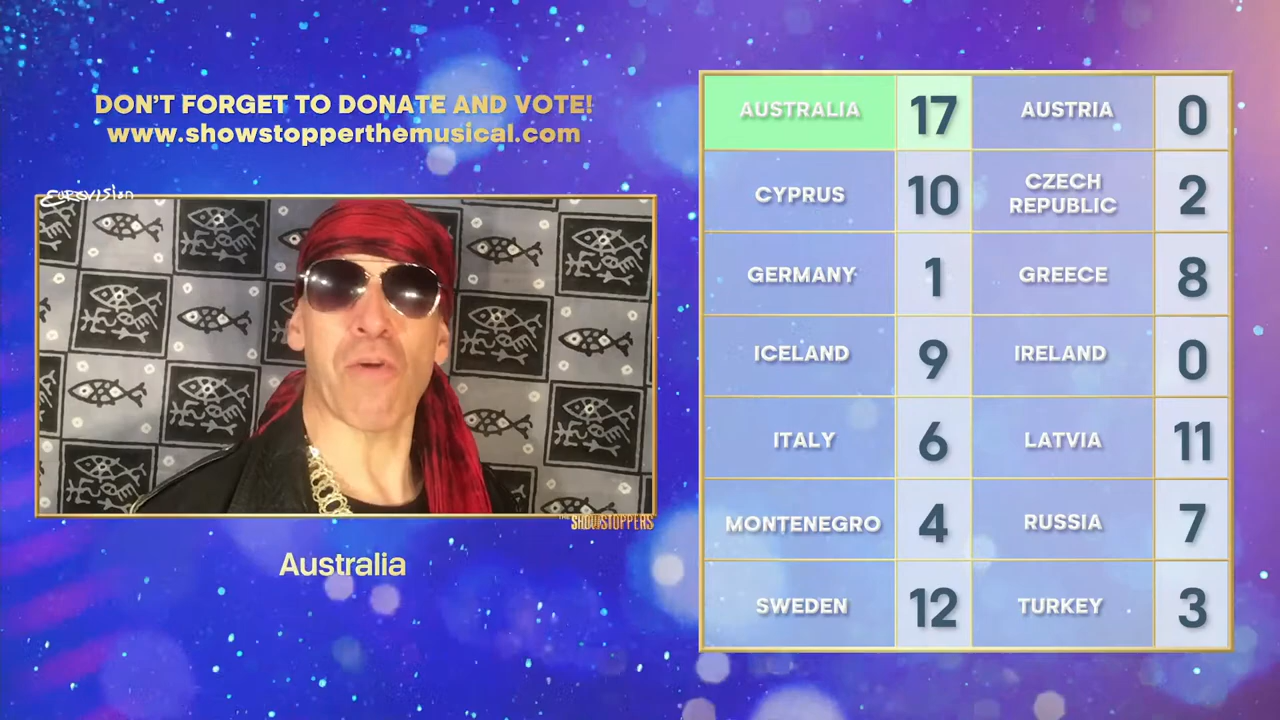 DON'T FORGET TO DONATE AND VOTE!
www.showstopperthemusical.com
EUROVISION
THE SHOWSTOPPERS
Australia
AUSTRALIA 17 AUSTRIA 0
CYPRUS 10 CZECH REPUBLIC 2
GERMANY 1 GREECE 8
ICELAND 9 IRELAND 0
ITALY 6 LATVIA 11
MONTENEGRO 4 RUSSIA 7
SWEDEN 12 TURKEY 3